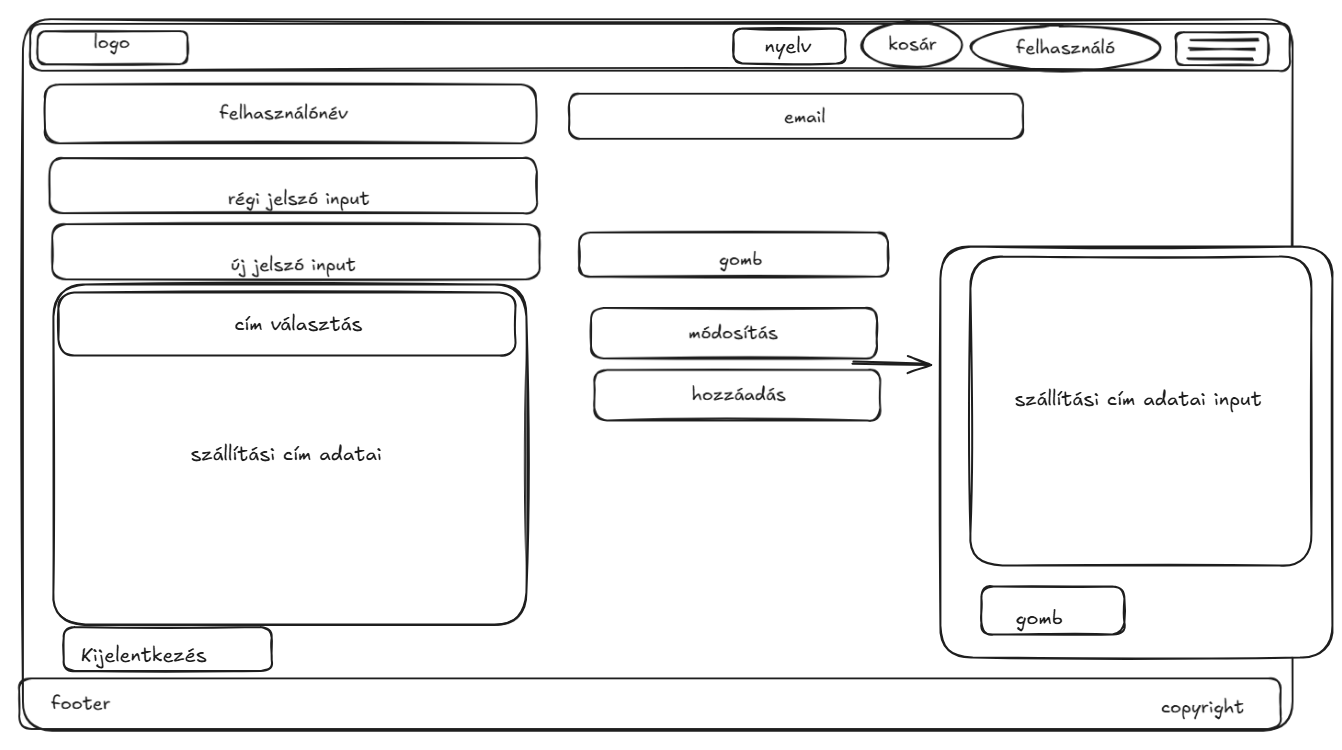 logo
nyelv
kosár
felhasználó
felhasználónév
email
régi jelszó input
új jelszó input
gomb
cím választás
módosítás
hozzáadás
szállítási cím adatai input
szállítási cím adatai
gomb
Kijelentkezés
footer
copyright